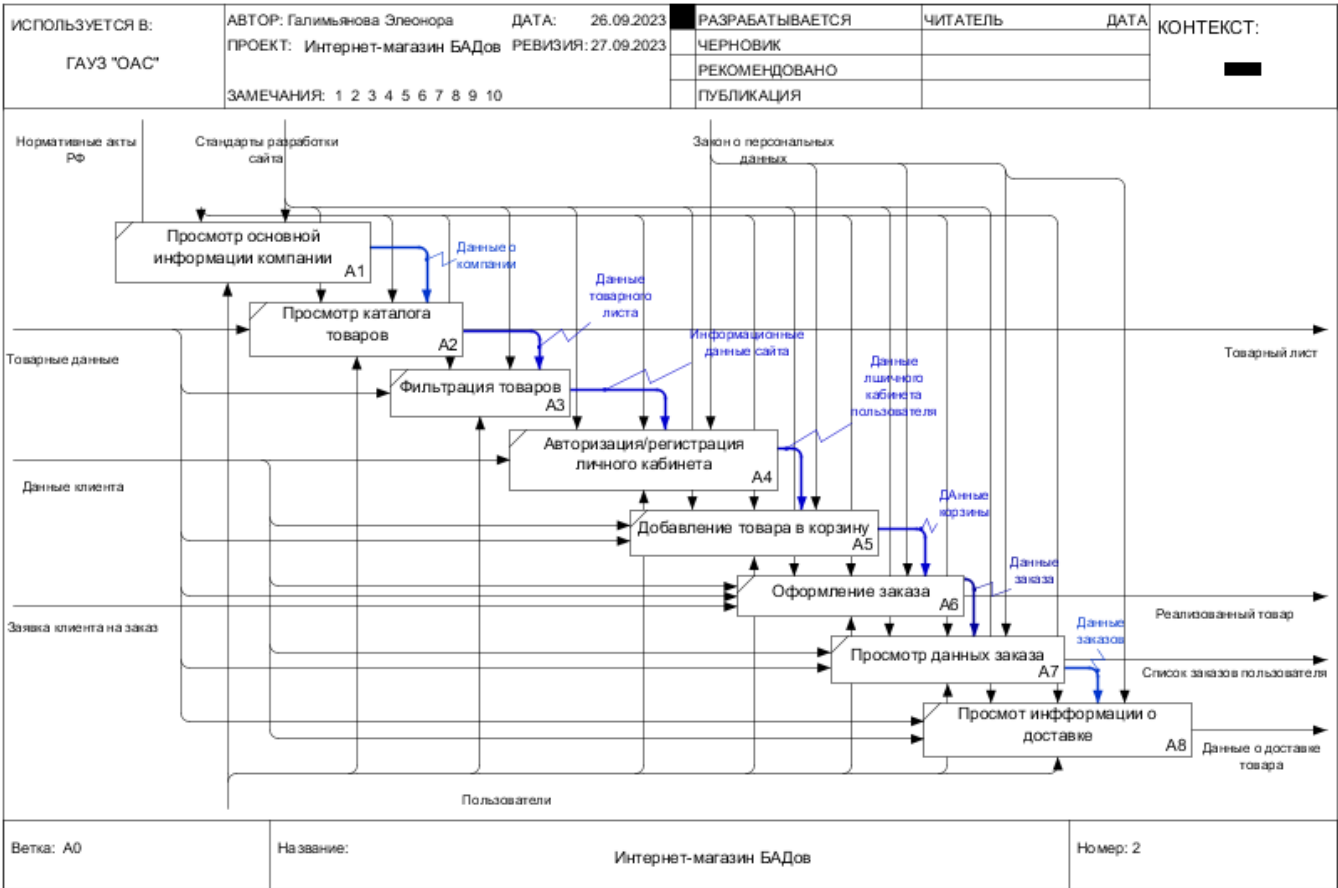 ИСПОЛЬЗУЕТСЯ В:
ГАУЗ "ОАС"
АВТОР: Галимьянова Элеонора
ДАТА: 26.09.2023
ПРОЕКТ: Интернет-магазин БАДов
РЕВИЗИЯ: 27.09.2023
ЗАМЕЧАНИЯ: 1 2 3 4 5 6 7 8 9 10
РАЗРАБАТЫВАЕТСЯ
ЧЕРНОВИК
РЕКОМЕНДОВАНО
ПУБЛИКАЦИЯ
ЧИТАТЕЛЬ
ДАТА
КОНТЕКСТ:
Нормативные акты
РФ
Стандарты разработки
сайта
Закон о персональных
данных
Просмотр основной
информации компании
A1
Данные о
компании
Данные
товарного
листа
Просмотр каталога
товаров
A2
Информационные
данные сайта
Товарные данные
Товарный лист
Данные
лшичного
кабинета
пользователя
Фильтрация товаров
A3
Авторизация/регистрация
личного кабинета
A4
Данные клиента
ДАнные
корзины
Добавление товара в корзину
A5
Данные
заказа
Оформление заказа
A6
Реализованный товар
Заявка клиента на заказ
Данные
заказов
Просмотр данных заказа
A7
Список заказов пользователя
Просмот инфформации о
доставке
A8
Данные о доставке
товара
Пользователи
Ветка: A0
Название:
Интернет-магазин БАДов
Номер: 2